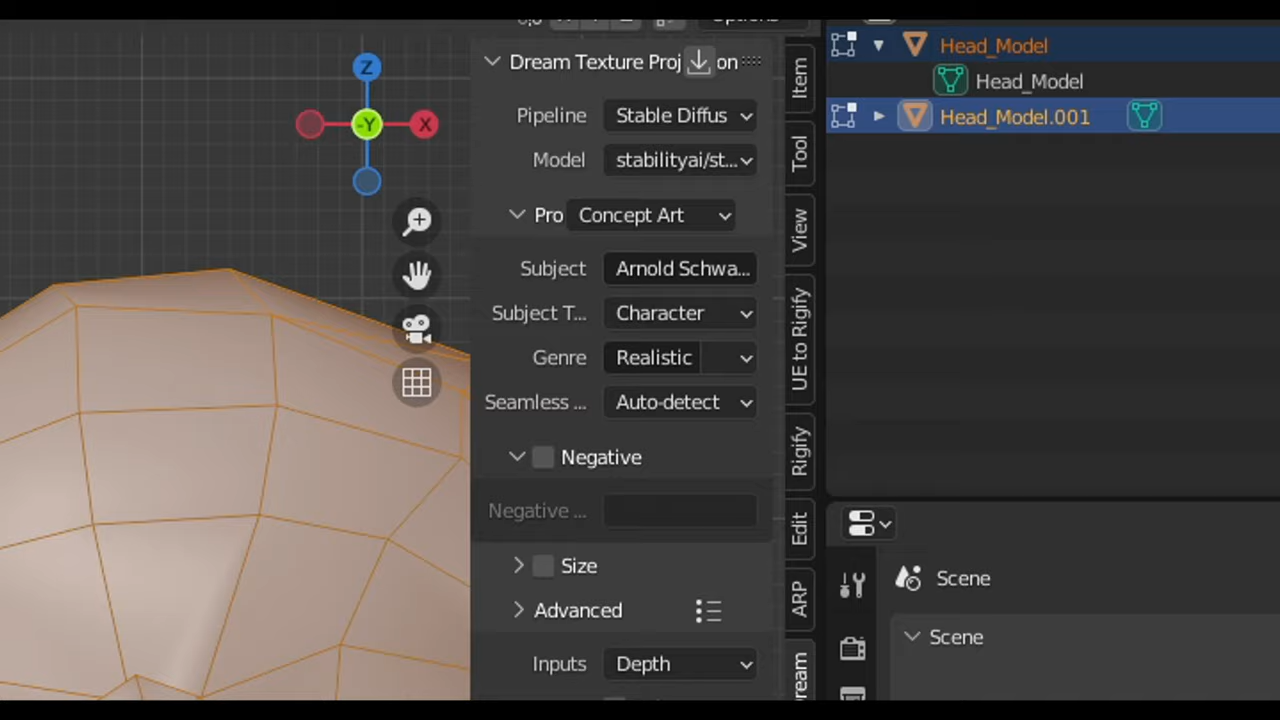 Options
Dream Texture Proj on
Pipeline Stable Diffus
Model stabilityai/st...
Pro Concept Art
Subject Arnold Schwa...
Subject T... Character
Genre Realistic
Seamless ... Auto-detect
Negative
Negative ...
Size
Advanced
Inputs Depth
Z
-Y
X
Item
Tool
View
UE to Rigify
Rigify
Edit
ARP
ream
Head_Model
Head_Model
Head_Model.001
Scene
Scene